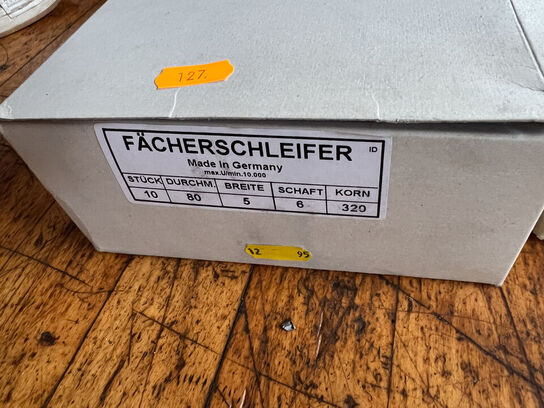 127.
FÄCHERSCHLEIFER
ID
Made in Germany
max.U/min.10.000
STÜCK DURCHM. BREITE SCHAFT KORN
10 80 5 6 320
12 95